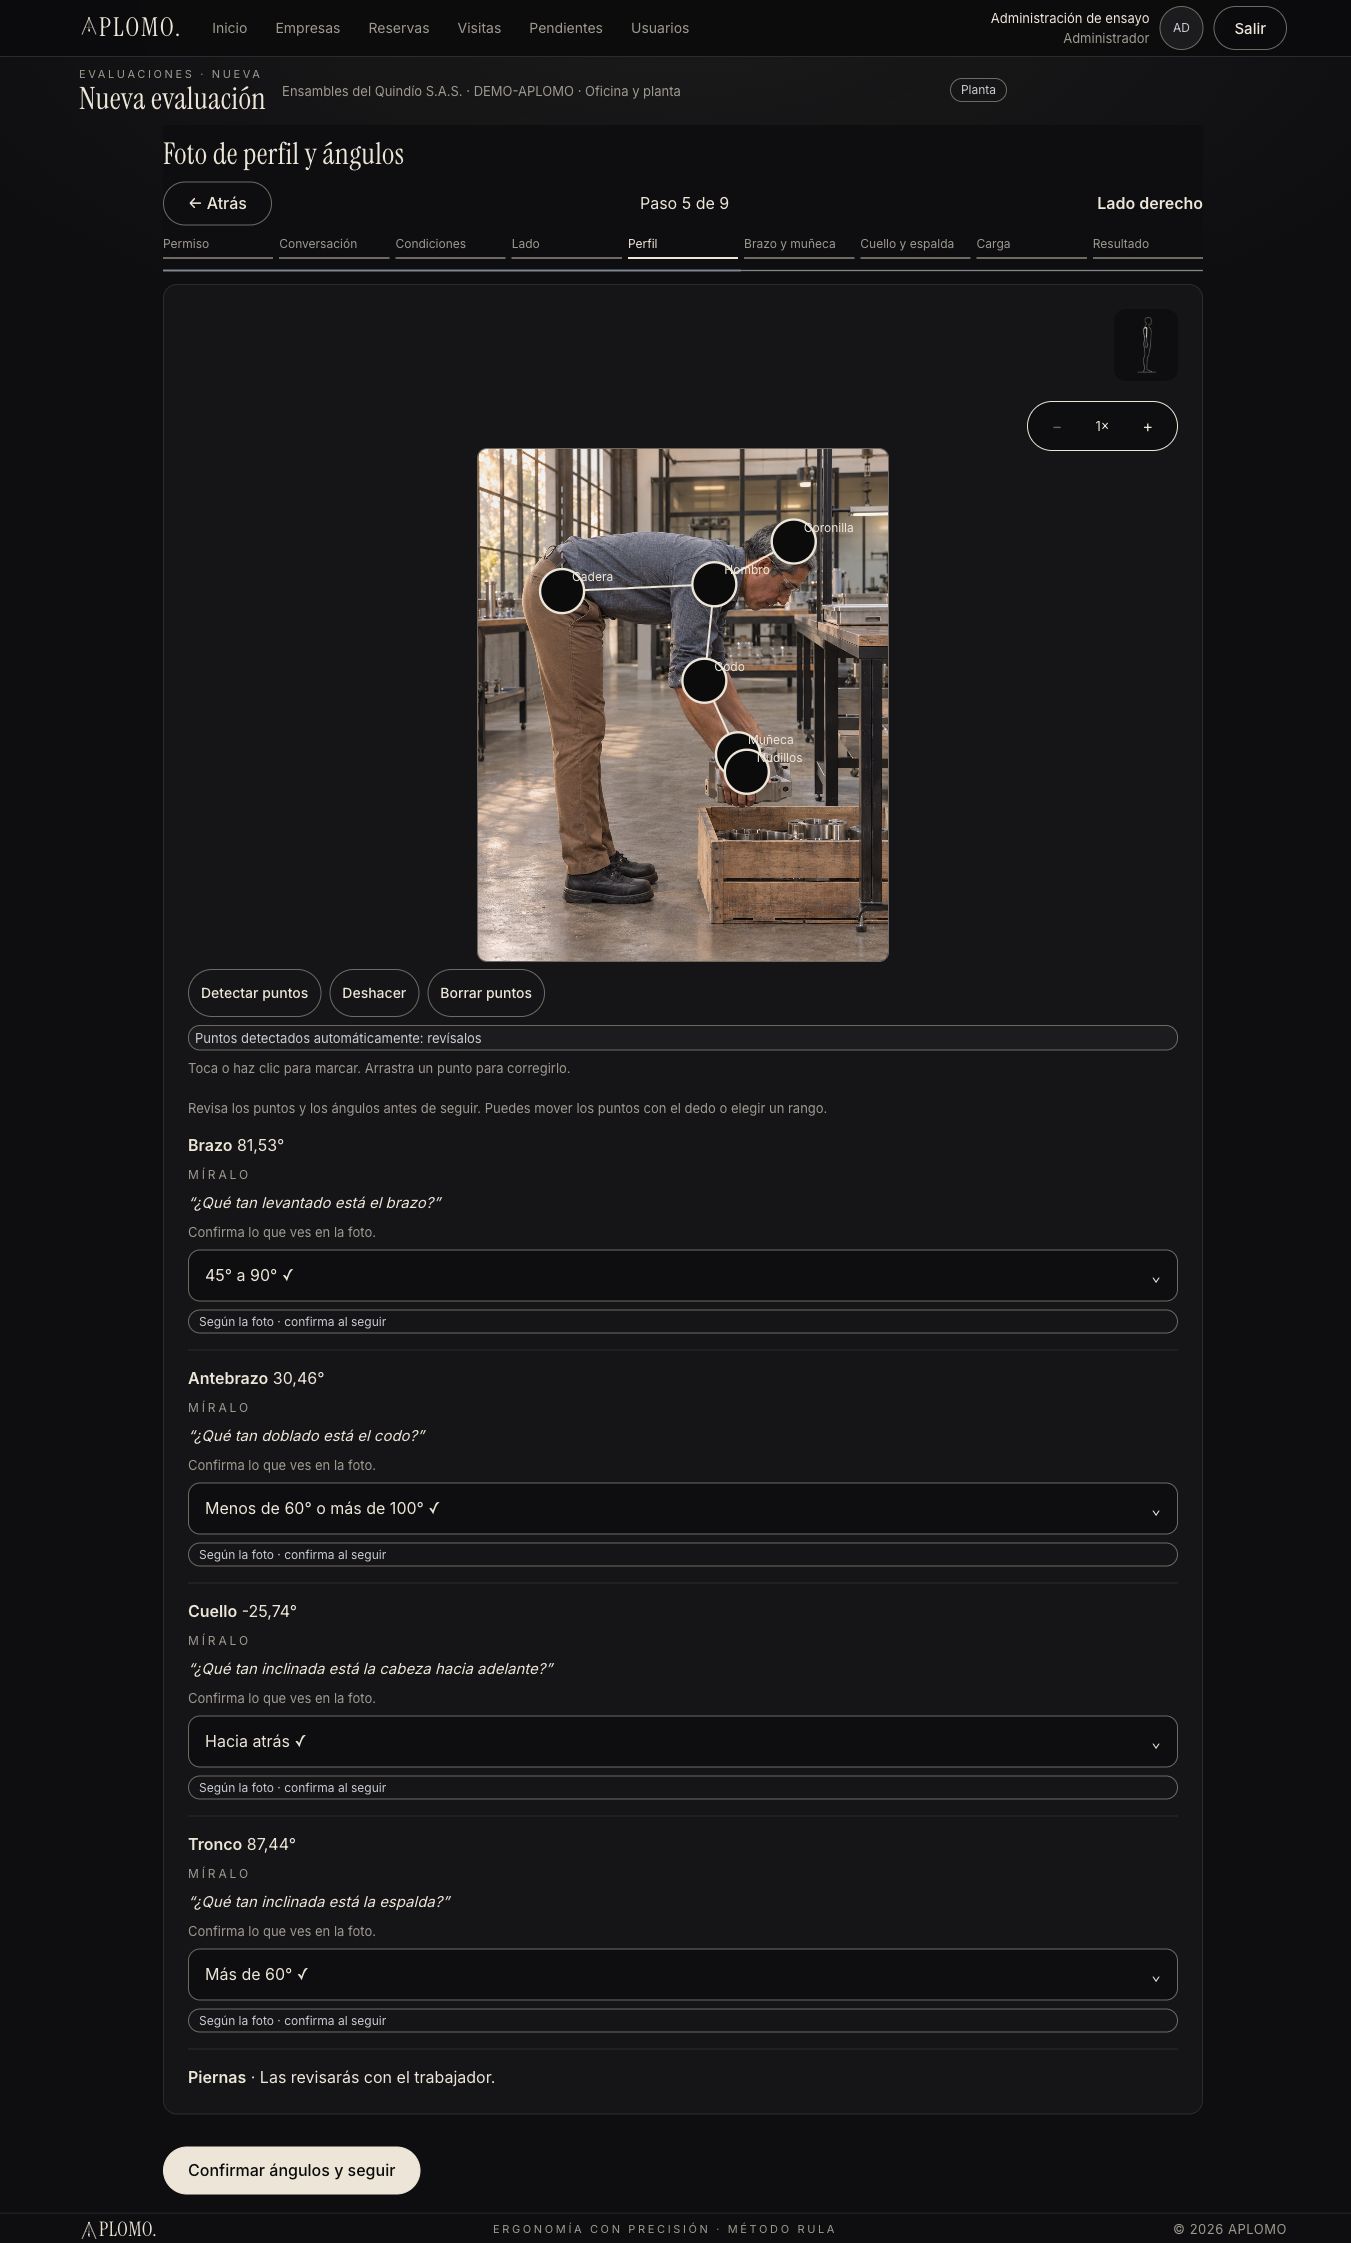 APLOMO.
Inicio
Empresas
Reservas
Visitas
Pendientes
Usuarios
Administración de ensayo
Administrador
AD
Salir
EVALUACIONES · NUEVA
Nueva evaluación
Ensambles del Quindío S.A.S. · DEMO-APLOMO · Oficina y planta
Planta
Foto de perfil y ángulos
← Atrás
Paso 5 de 9
Lado derecho
Permiso
Conversación
Condiciones
Lado
Perfil
Brazo y muñeca
Cuello y espalda
Carga
Resultado
− 1× +
Coronilla
Hombro
Cadera
Codo
Muñeca
Nudillos
Detectar puntos
Deshacer
Borrar puntos
Puntos detectados automáticamente: revísalos
Toca o haz clic para marcar. Arrastra un punto para corregirlo.
Revisa los puntos y los ángulos antes de seguir. Puedes mover los puntos con el dedo o elegir un rango.
Brazo 81,53°
MÍRALO
“¿Qué tan levantado está el brazo?”
Confirma lo que ves en la foto.
45° a 90° ✓
Según la foto · confirma al seguir
Antebrazo 30,46°
MÍRALO
“¿Qué tan doblado está el codo?”
Confirma lo que ves en la foto.
Menos de 60° o más de 100° ✓
Según la foto · confirma al seguir
Cuello -25,74°
MÍRALO
“¿Qué tan inclinada está la cabeza hacia adelante?”
Confirma lo que ves en la foto.
Hacia atrás ✓
Según la foto · confirma al seguir
Tronco 87,44°
MÍRALO
“¿Qué tan inclinada está la espalda?”
Confirma lo que ves en la foto.
Más de 60° ✓
Según la foto · confirma al seguir
Piernas · Las revisarás con el trabajador.
Confirmar ángulos y seguir
APLOMO.
ERGONOMÍA CON PRECISIÓN · MÉTODO RULA
© 2026 APLOMO